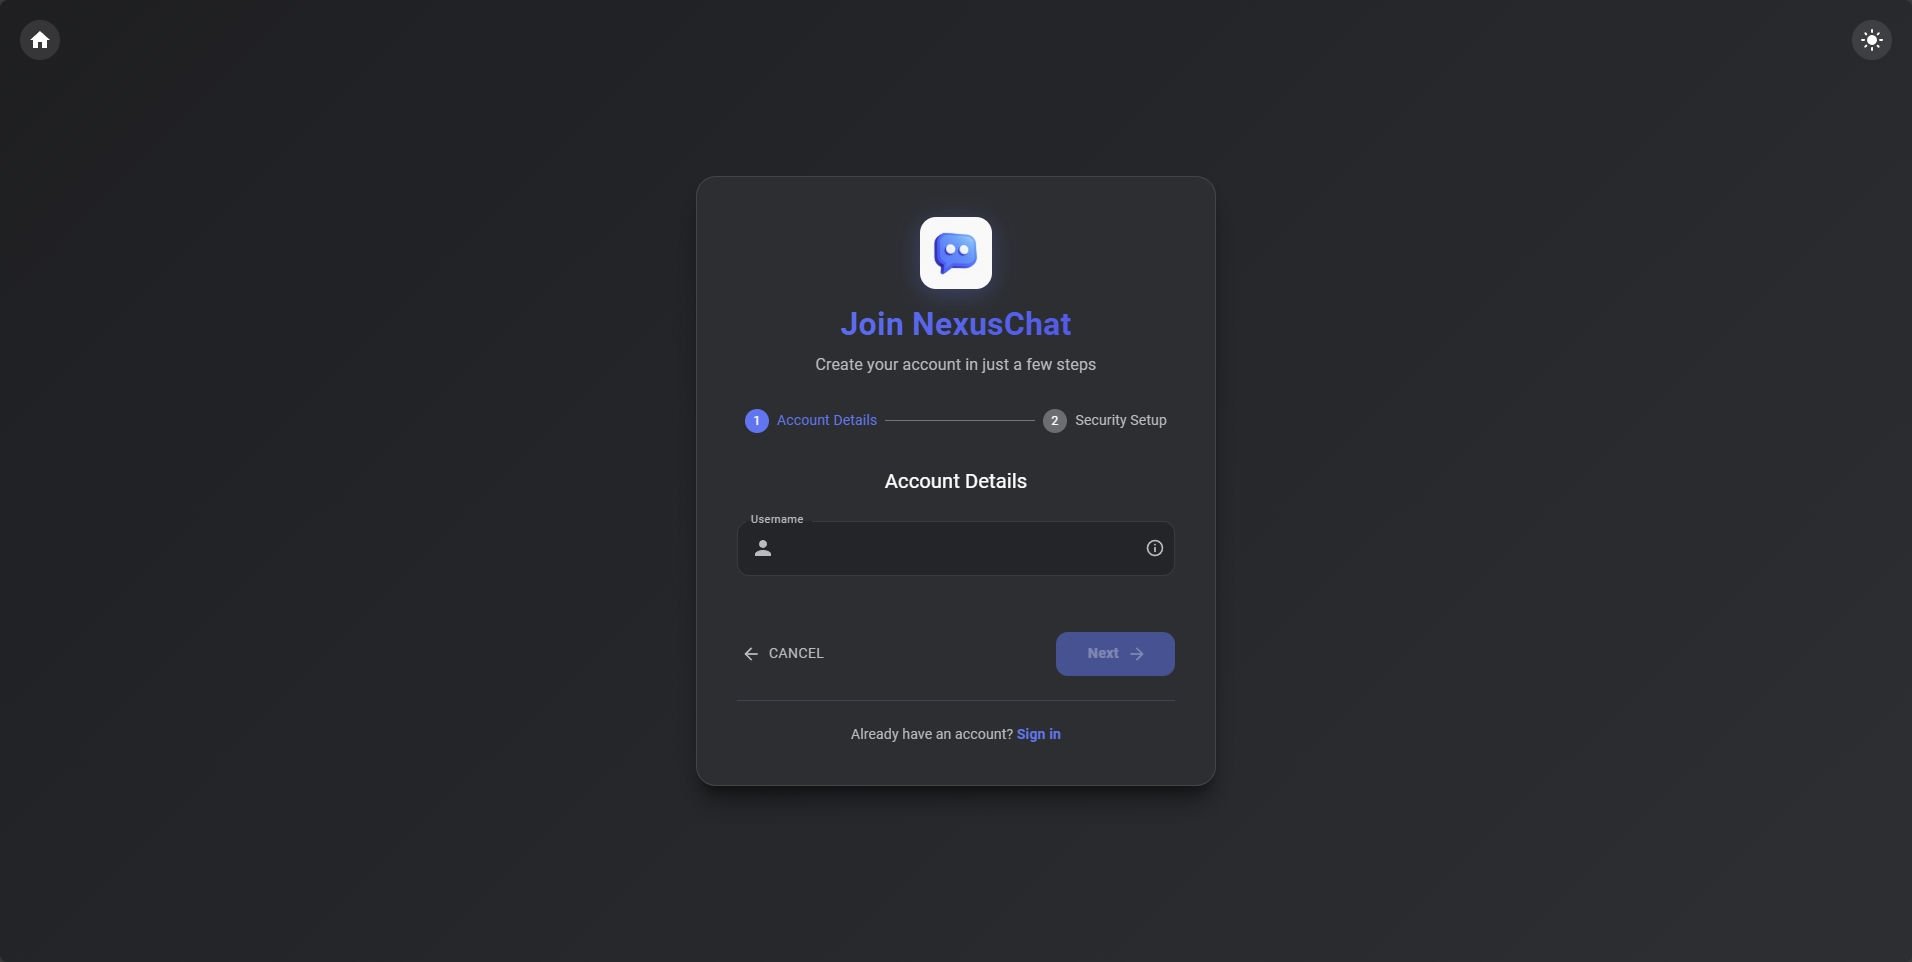 Join NexusChat
Create your account in just a few steps
1 Account Details 2 Security Setup
Account Details
Username
CANCEL Next
Already have an account? Sign in